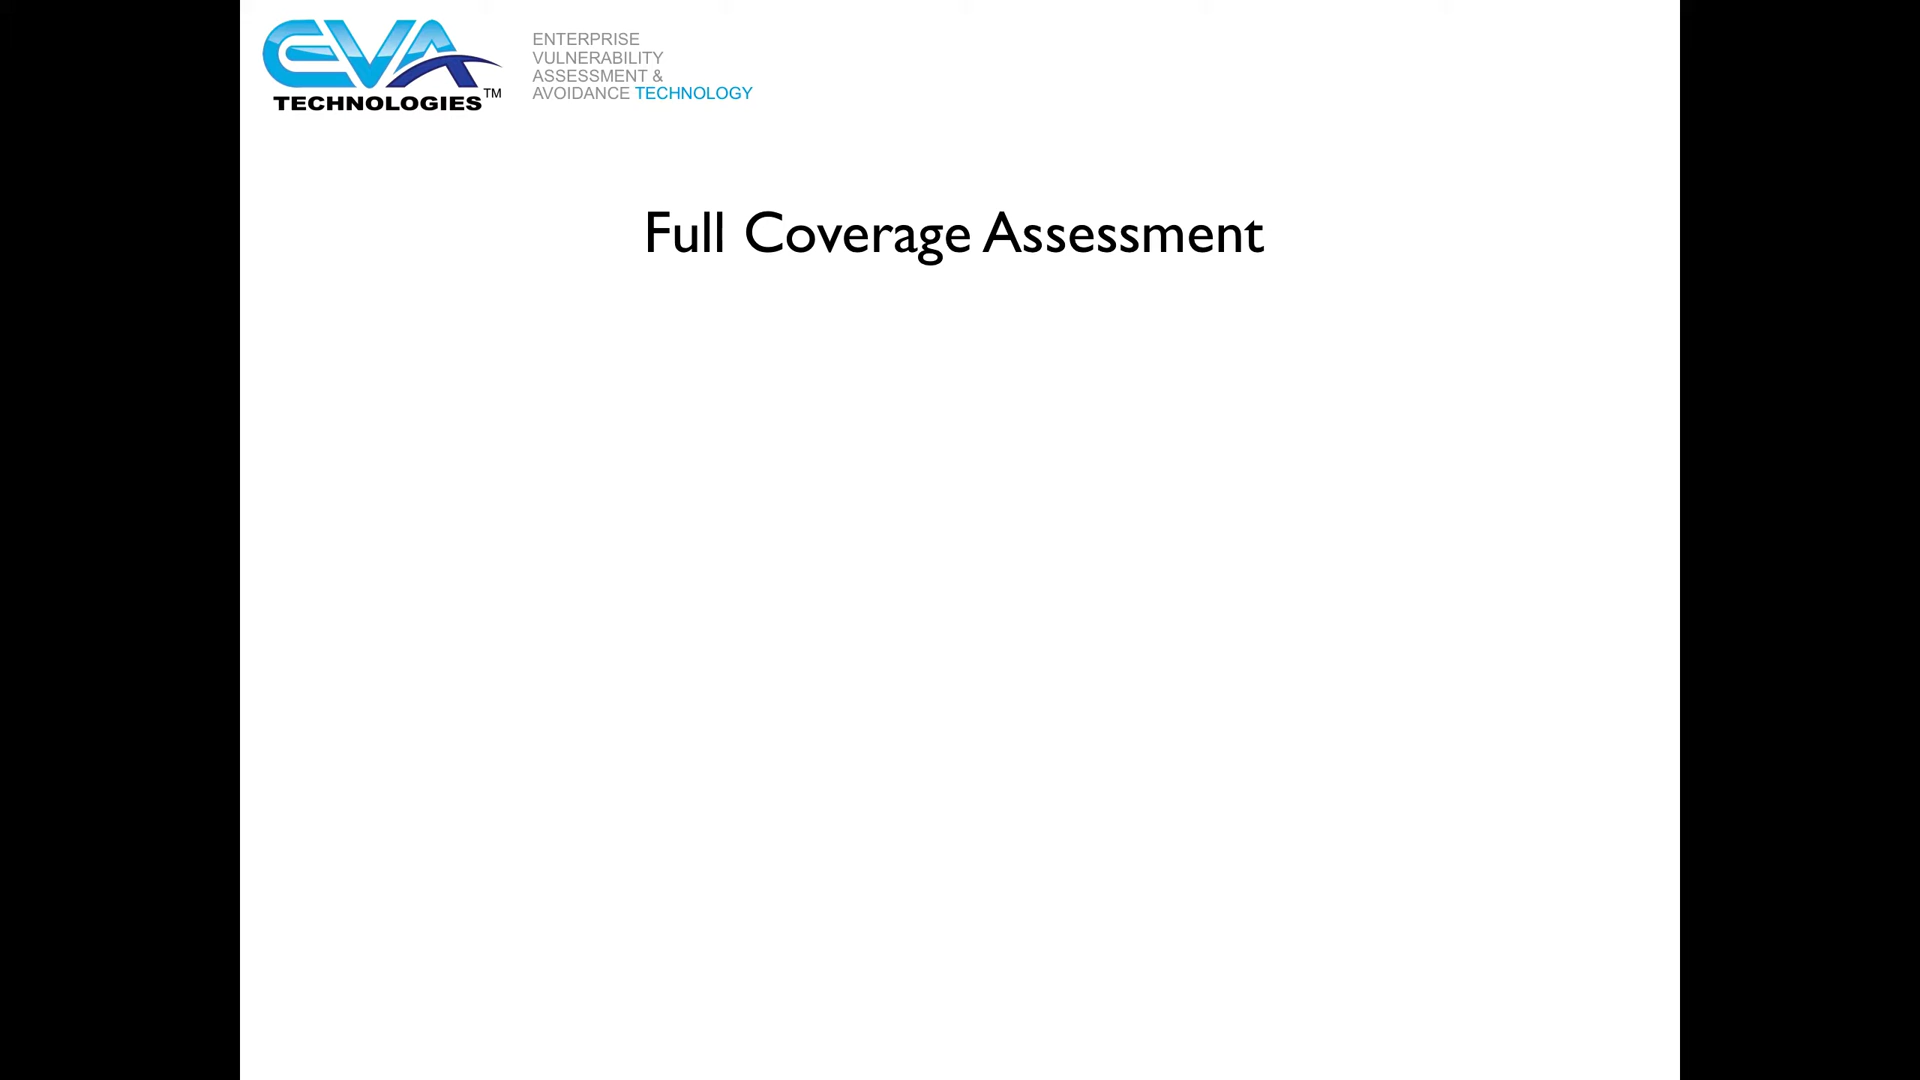 EVA
TECHNOLOGIES™
ENTERPRISE
VULNERABILITY
ASSESSMENT &
AVOIDANCE TECHNOLOGY
Full Coverage Assessment